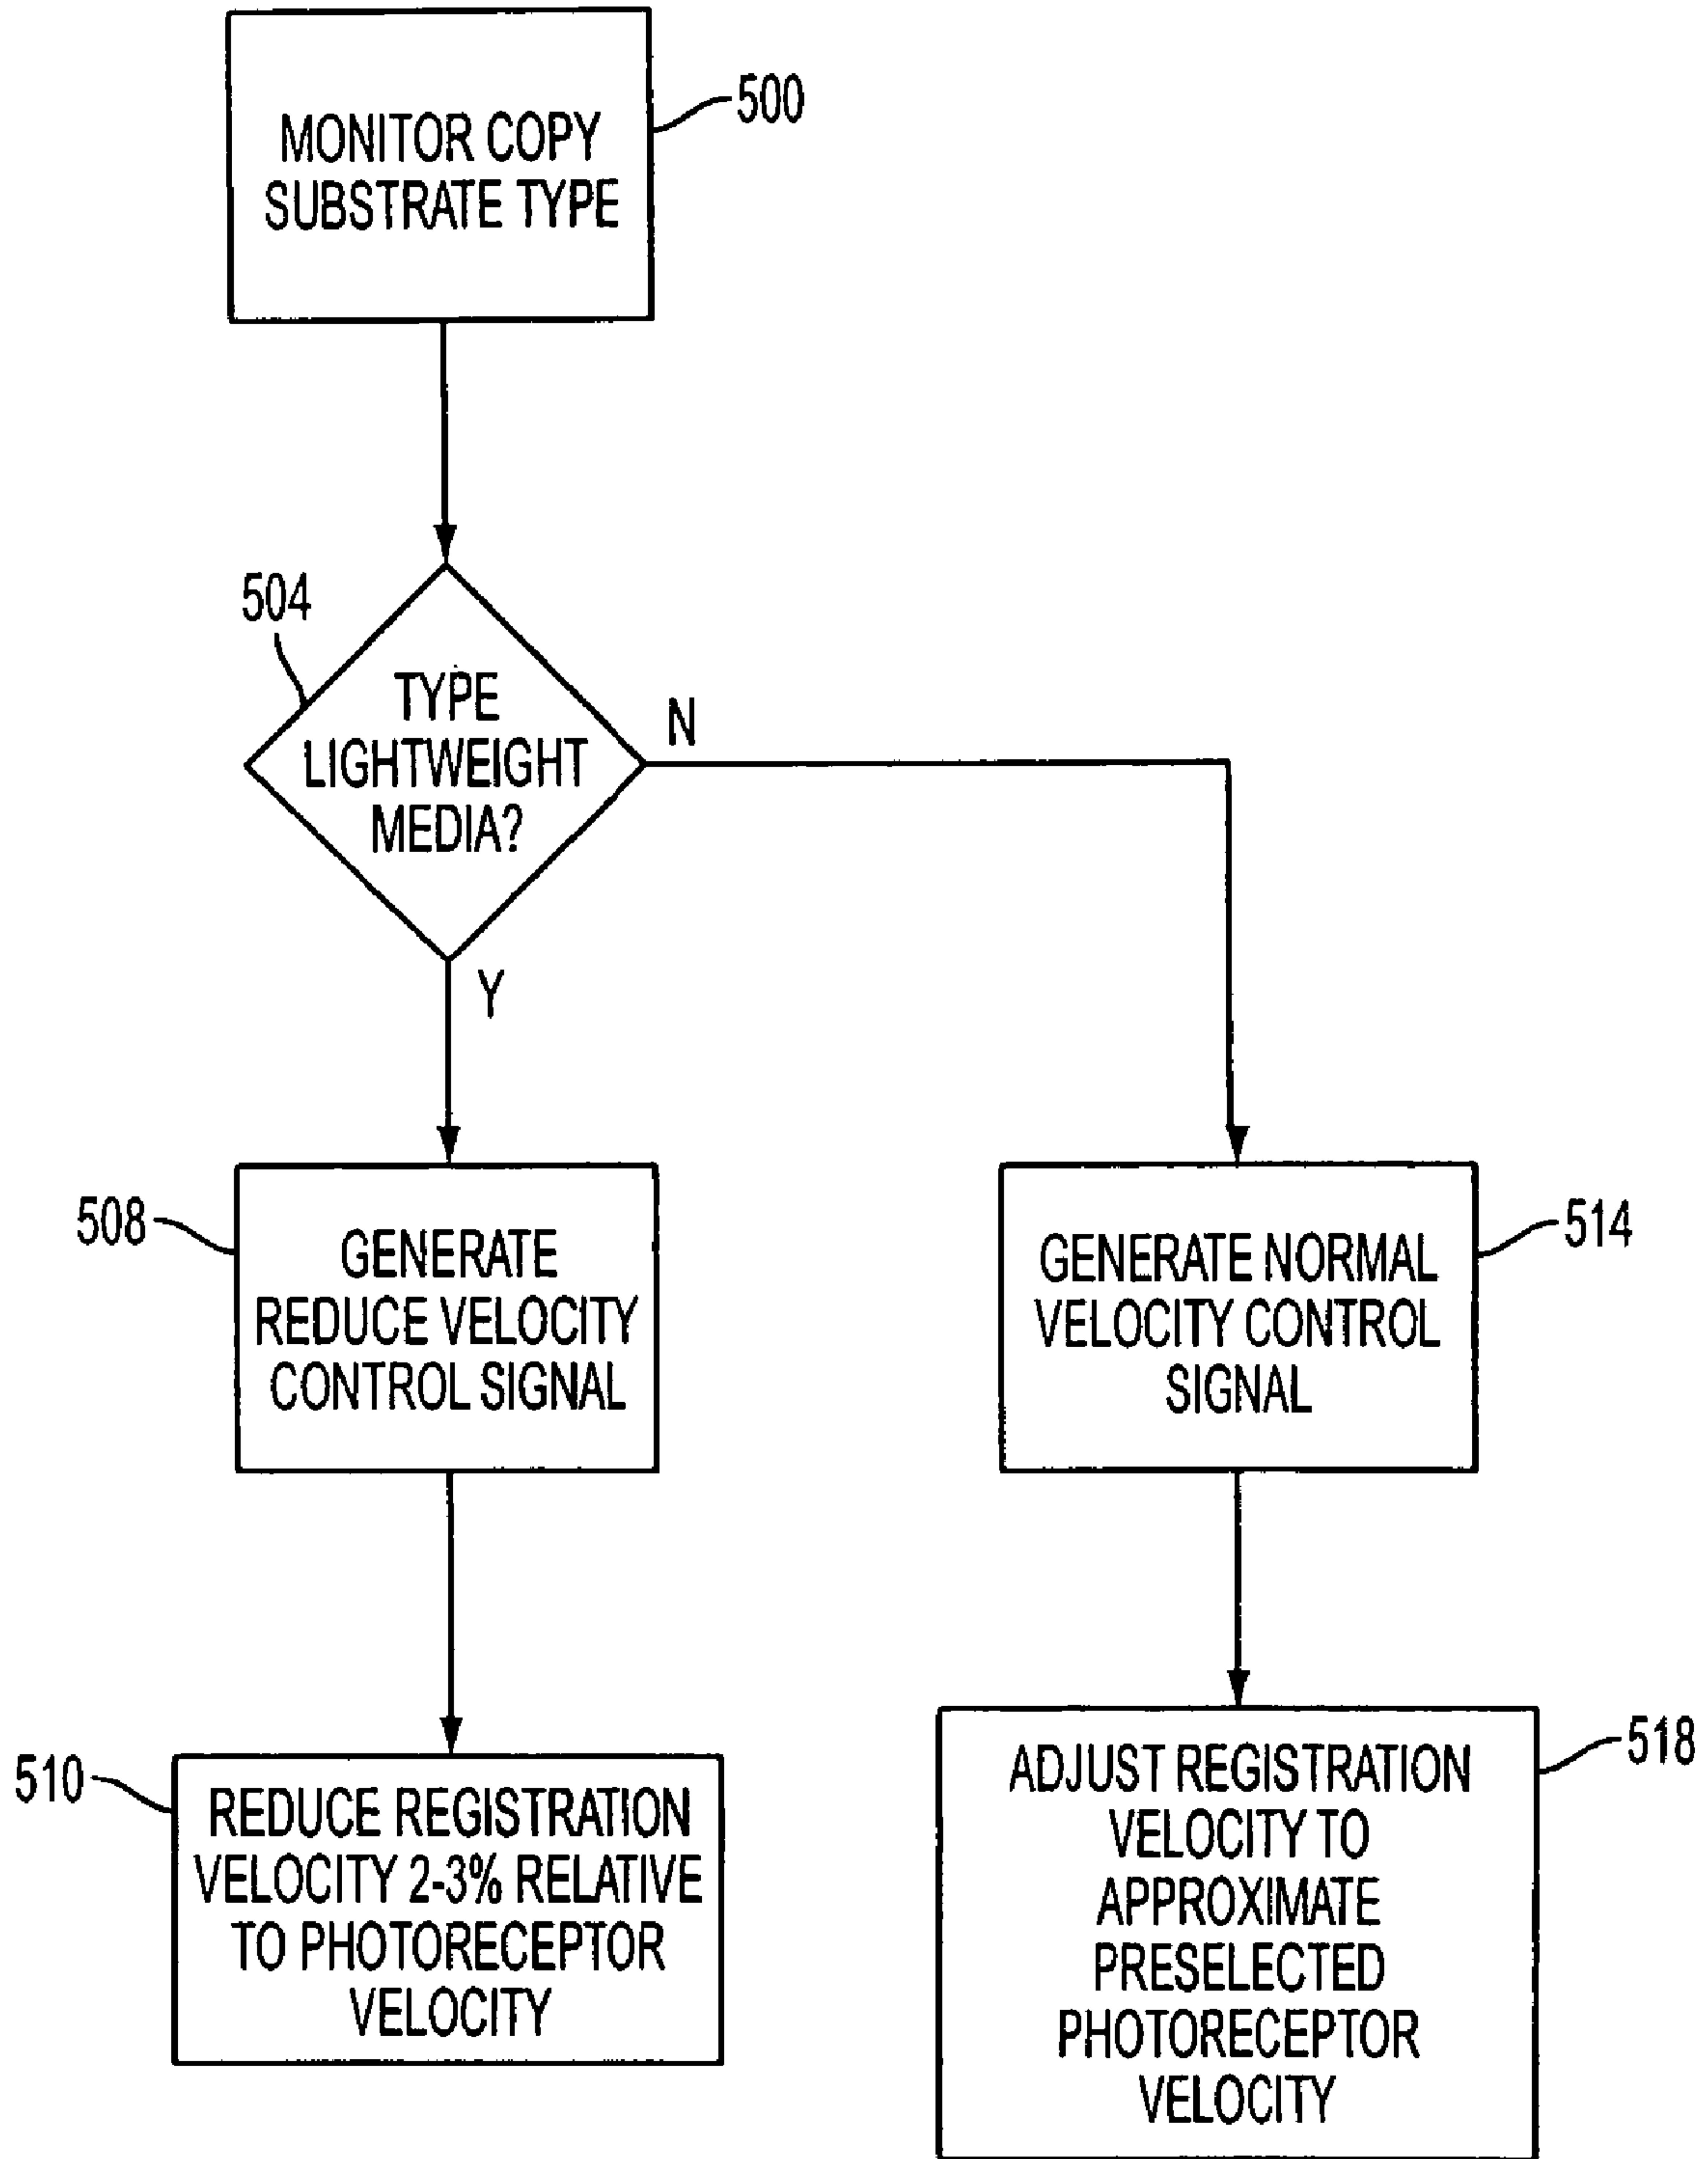 MONITOR COPY
SUBSTRATE TYPE
500
504
TYPE
LIGHTWEIGHT
MEDIA?
N
Y
508
GENERATE
REDUCE VELOCITY
CONTROL SIGNAL
GENERATE NORMAL
VELOCITY CONTROL
SIGNAL
514
510
REDUCE REGISTRATION
VELOCITY 2-3% RELATIVE
TO PHOTORECEPTOR
VELOCITY
ADJUST REGISTRATION
VELOCITY TO
APPROXIMATE
PRESELECTED
PHOTORECEPTOR
VELOCITY
518